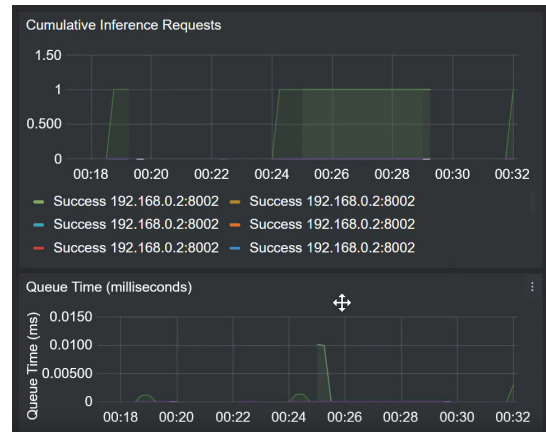 Cumulative Inference Requests
1.50
1
0.500
0
00:18 00:20 00:22 00:24 00:26 00:28 00:30 00:32
Success 192.168.0.2:8002 Success 192.168.0.2:8002
Success 192.168.0.2:8002 Success 192.168.0.2:8002
Success 192.168.0.2:8002 Success 192.168.0.2:8002
Queue Time (milliseconds)
Queue Time (ms)
0.0150
0.0100
0.00500
0
00:18 00:20 00:22 00:24 00:26 00:28 00:30 00:32